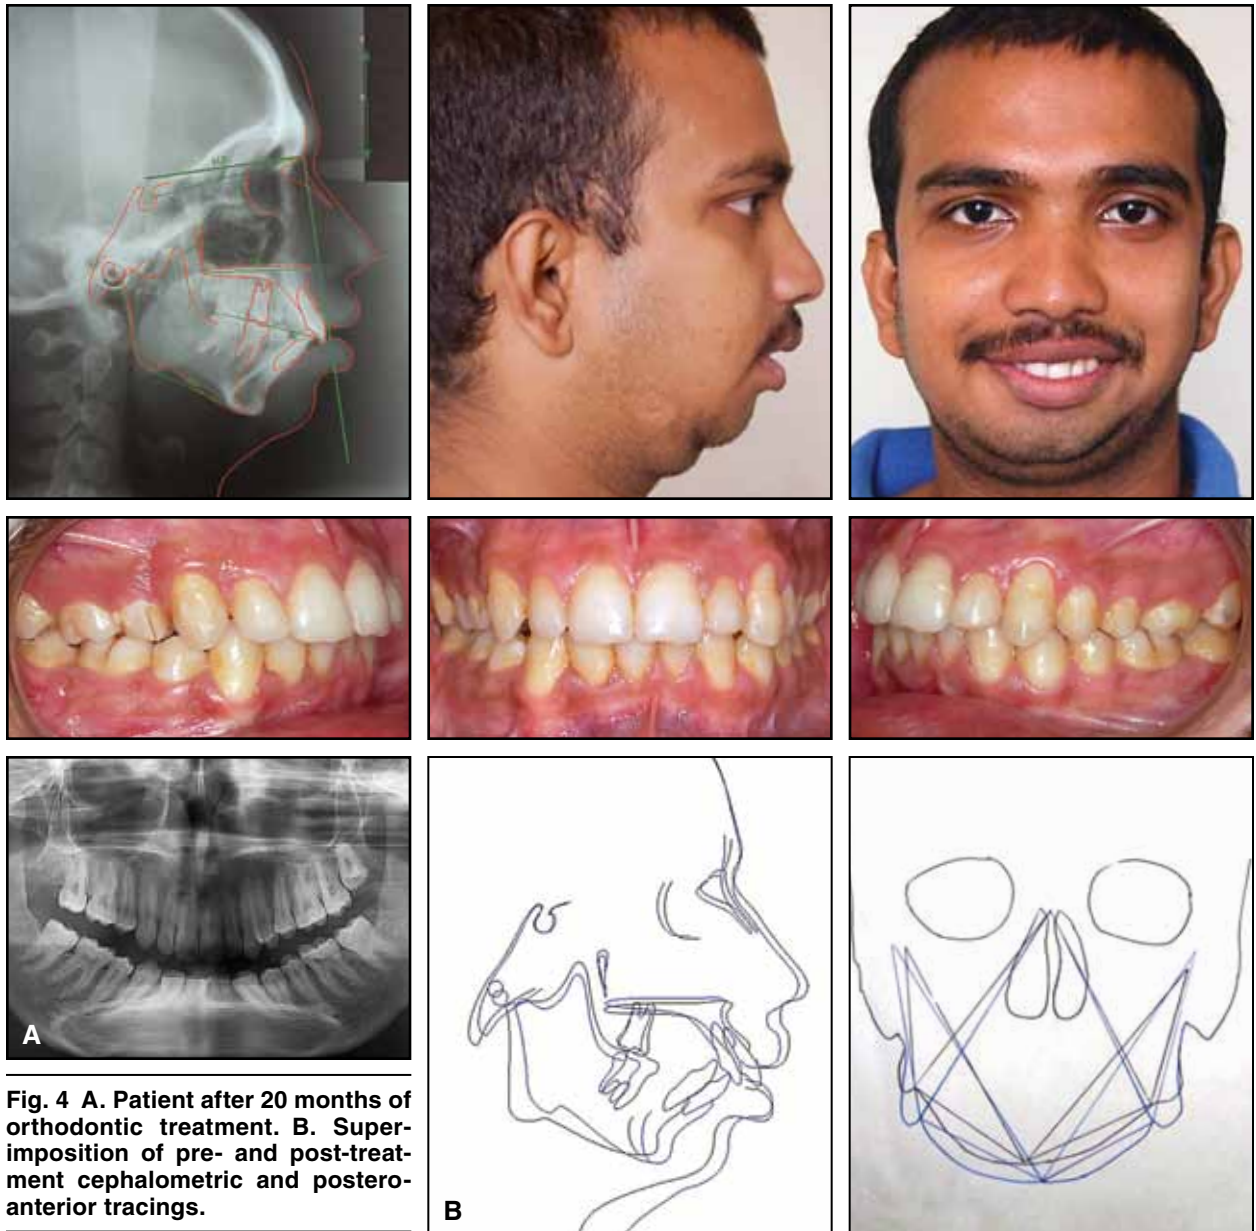 A
Fig. 4 A. Patient after 20 months of
orthodontic treatment. B. Super-
imposition of pre- and post-treat-
ment cephalometric and postero-
anterior tracings.
B